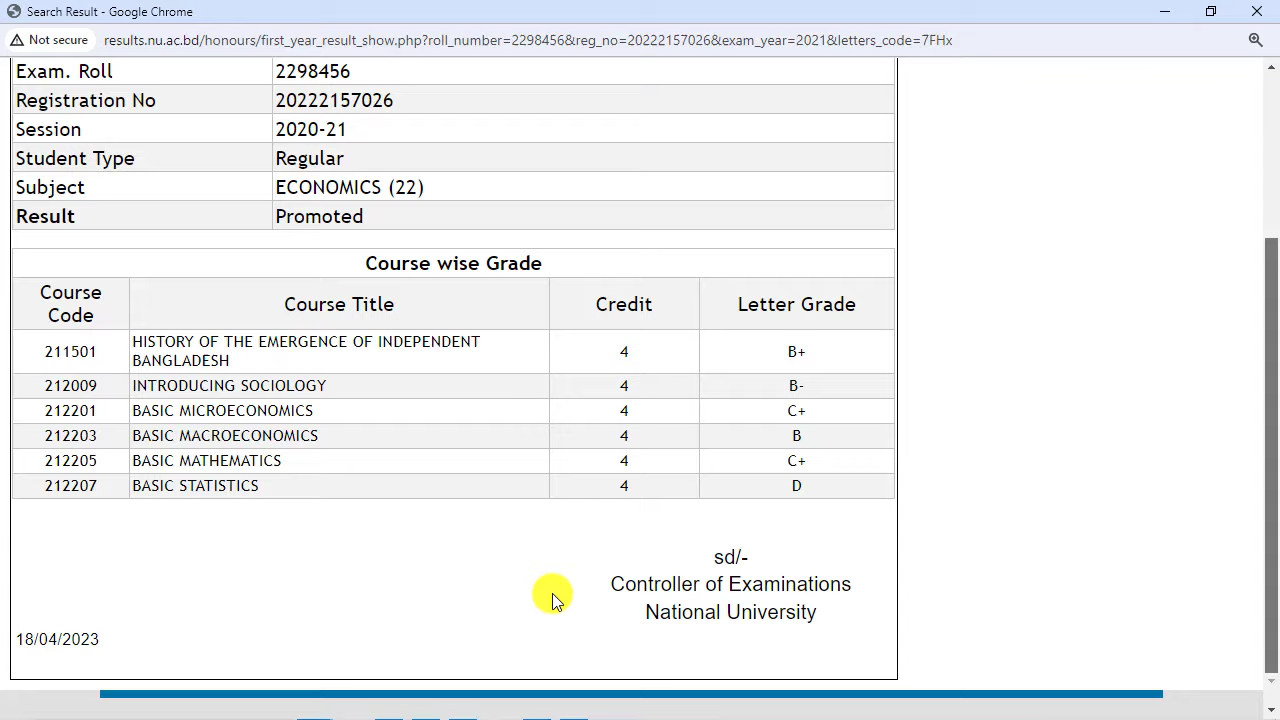 Search Result - Google Chrome
Not secure results.nu.ac.bd/honours/first_year_result_show.php?roll_number=2298456&reg_no=20222157026&exam_year=2021&letters_code=7FHx
Exam. Roll 2298456
Registration No 20222157026
Session 2020-21
Student Type Regular
Subject ECONOMICS (22)
Result Promoted
Course wise Grade
Course Code Course Title Credit Letter Grade
211501 HISTORY OF THE EMERGENCE OF INDEPENDENT BANGLADESH 4 B+
212009 INTRODUCING SOCIOLOGY 4 B-
212201 BASIC MICROECONOMICS 4 C+
212203 BASIC MACROECONOMICS 4 B
212205 BASIC MATHEMATICS 4 C+
212207 BASIC STATISTICS 4 D
sd/-
Controller of Examinations
National University
18/04/2023